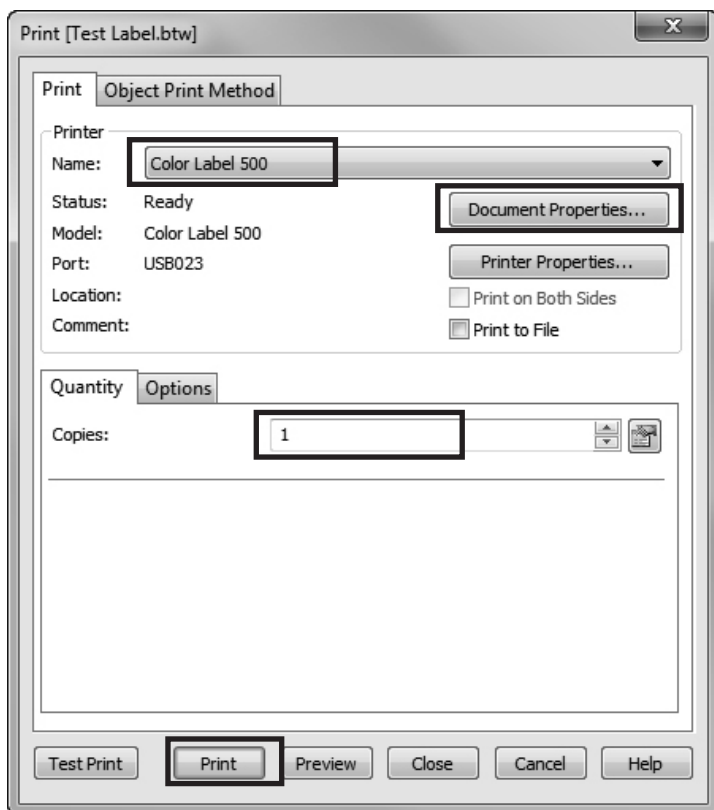 Print [Test Label.btw]
X
Print Object Print Method
Printer
Name: Color Label 500
Status: Ready Document Properties...
Model: Color Label 500
Port: USB023 Printer Properties...
Location: Print on Both Sides
Comment: Print to File
Quantity Options
Copies: 1
Test Print Print Preview Close Cancel Help